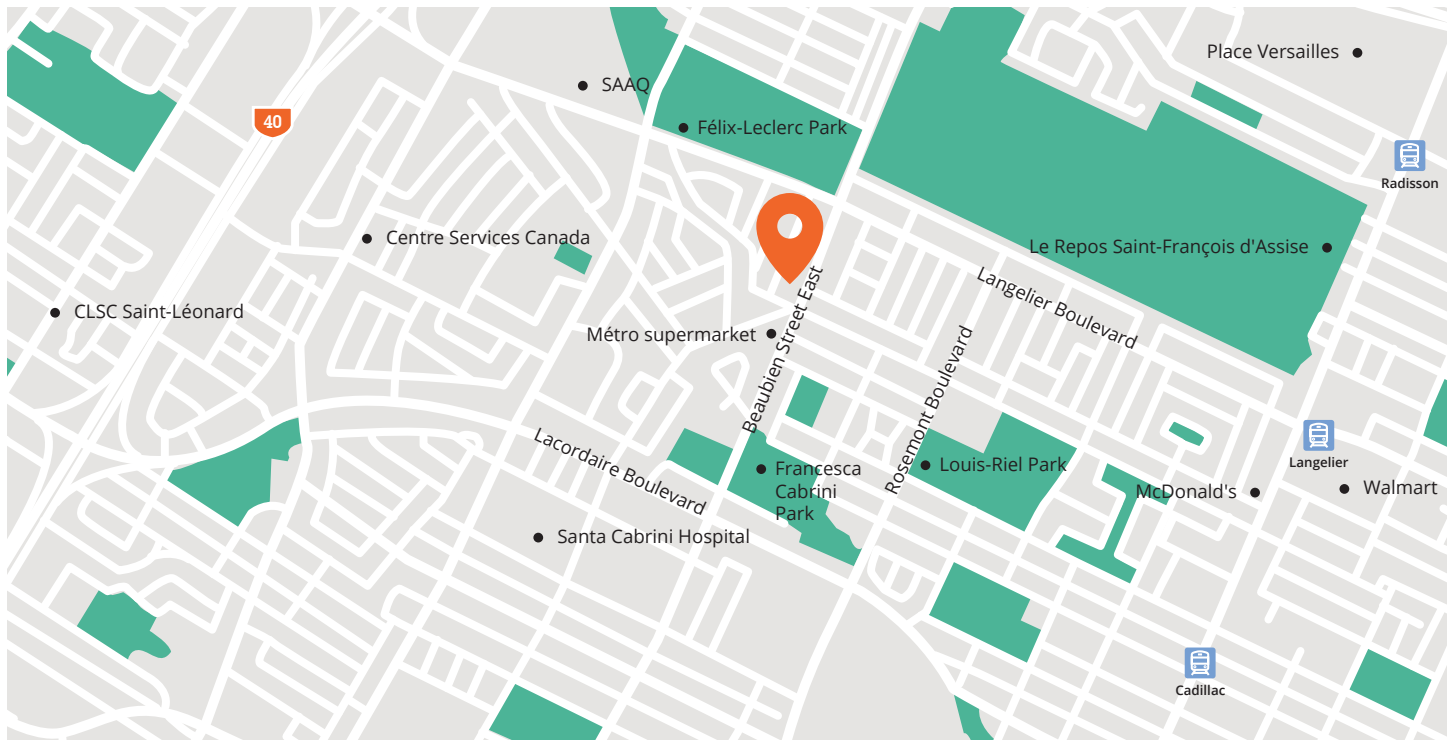 Place Versailles
SAAQ
40
Félix-Leclerc Park
Radisson
Centre Services Canada
Le Repos Saint-François d'Assise
Langelier Boulevard
CLSC Saint-Léonard
Métro supermarket
Beaubien Street East
Rosemont Boulevard
Lacordaire Boulevard
Langelier
Francesca
Cabrini
Park
Louis-Riel Park
McDonald's
Walmart
Santa Cabrini Hospital
Cadillac